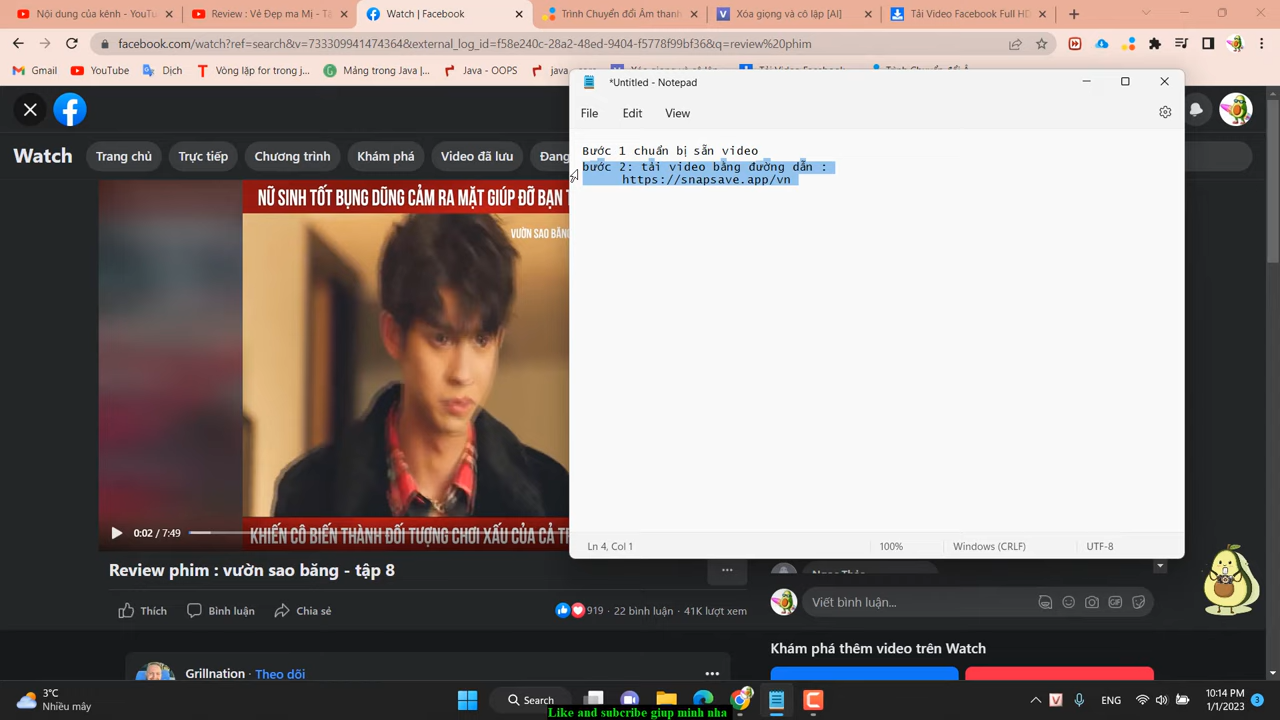 Nội dung của kênh - YouTu
Review : Vẻ Đẹp ma Mị - Tập
Watch | Facebook
Trình Chuyển đổi Âm thanh
Xóa giọng và cô lập [AI]
Tải Video Facebook Full HD
facebook.com/watch?ref=search&v=733309941474364&external_log_id=f58e240c-28a2-48ed-9404-f5778f99bf36&q=review%20phim
Gmail
YouTube
Dịch
Vòng lặp for trong j...
Mảng trong Java |...
Java - OOPS
*Untitled - Notepad
File
Edit
View
Watch
Trang chủ
Trực tiếp
Chương trình
Khám phá
Video đã lưu
Đang
Bước 1 chuẩn bị sẵn video
bước 2: tải video bằng đường dẫn :
https://snapsave.app/vn
NỮ SINH TỐT BỤNG DŨNG CẢM RA MẶT GIÚP ĐỠ BẠN T
VƯỜN SAO BĂNG
KHIẾN CÔ BIẾN THÀNH ĐỐI TƯỢNG CHƠI XẤU CỦA CẢ TR
0:02 / 7:49
Ln 4, Col 1
100%
Windows (CRLF)
UTF-8
Review phim : vườn sao băng - tập 8
Thích
Bình luận
Chia sẻ
919 · 22 bình luận · 41K lượt xem
Viết bình luận...
Khám phá thêm video trên Watch
Grillnation · Theo dõi
3°C
Nhiều mây
Search
ENG
10:14 PM
1/1/2023
3
Like and subcribe giup minh nha